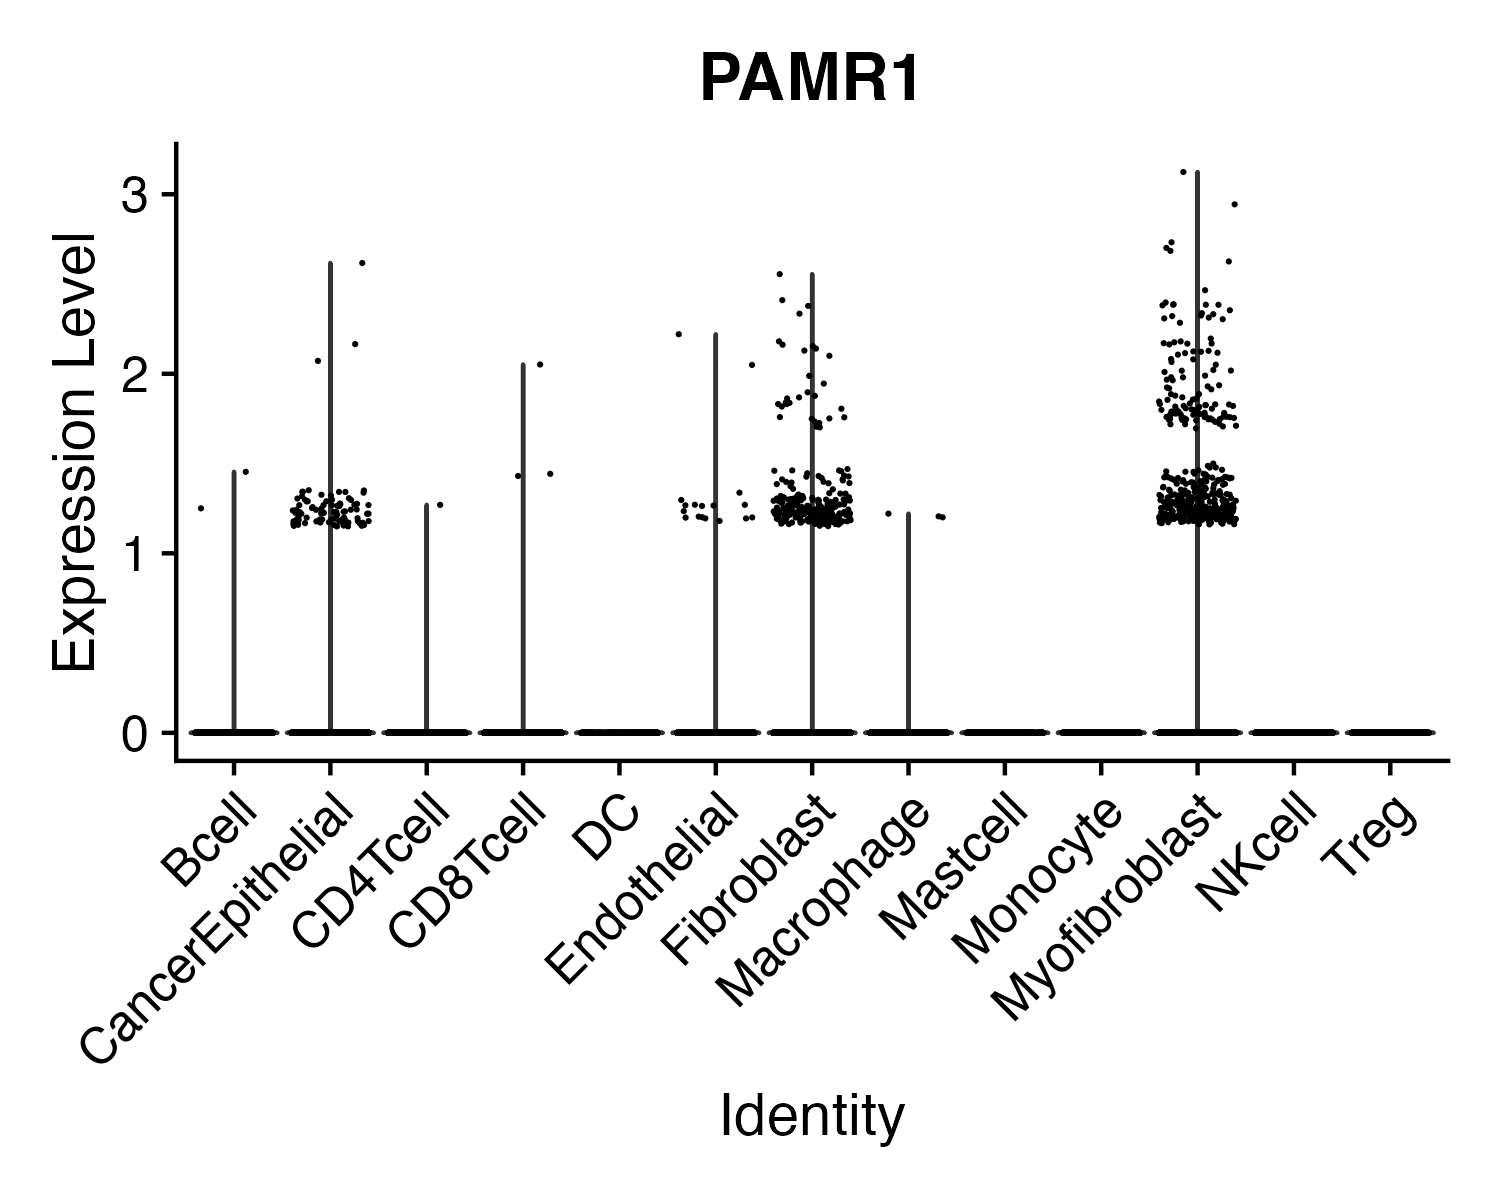 PAMR1
Expression Level
3
2
1
0
Bcell
CancerEpithelial
CD4Tcell
CD8Tcell
DC
Endothelial
Fibroblast
Macrophage
Mastcell
Monocyte
Myofibroblast
NKcell
Treg
Identity